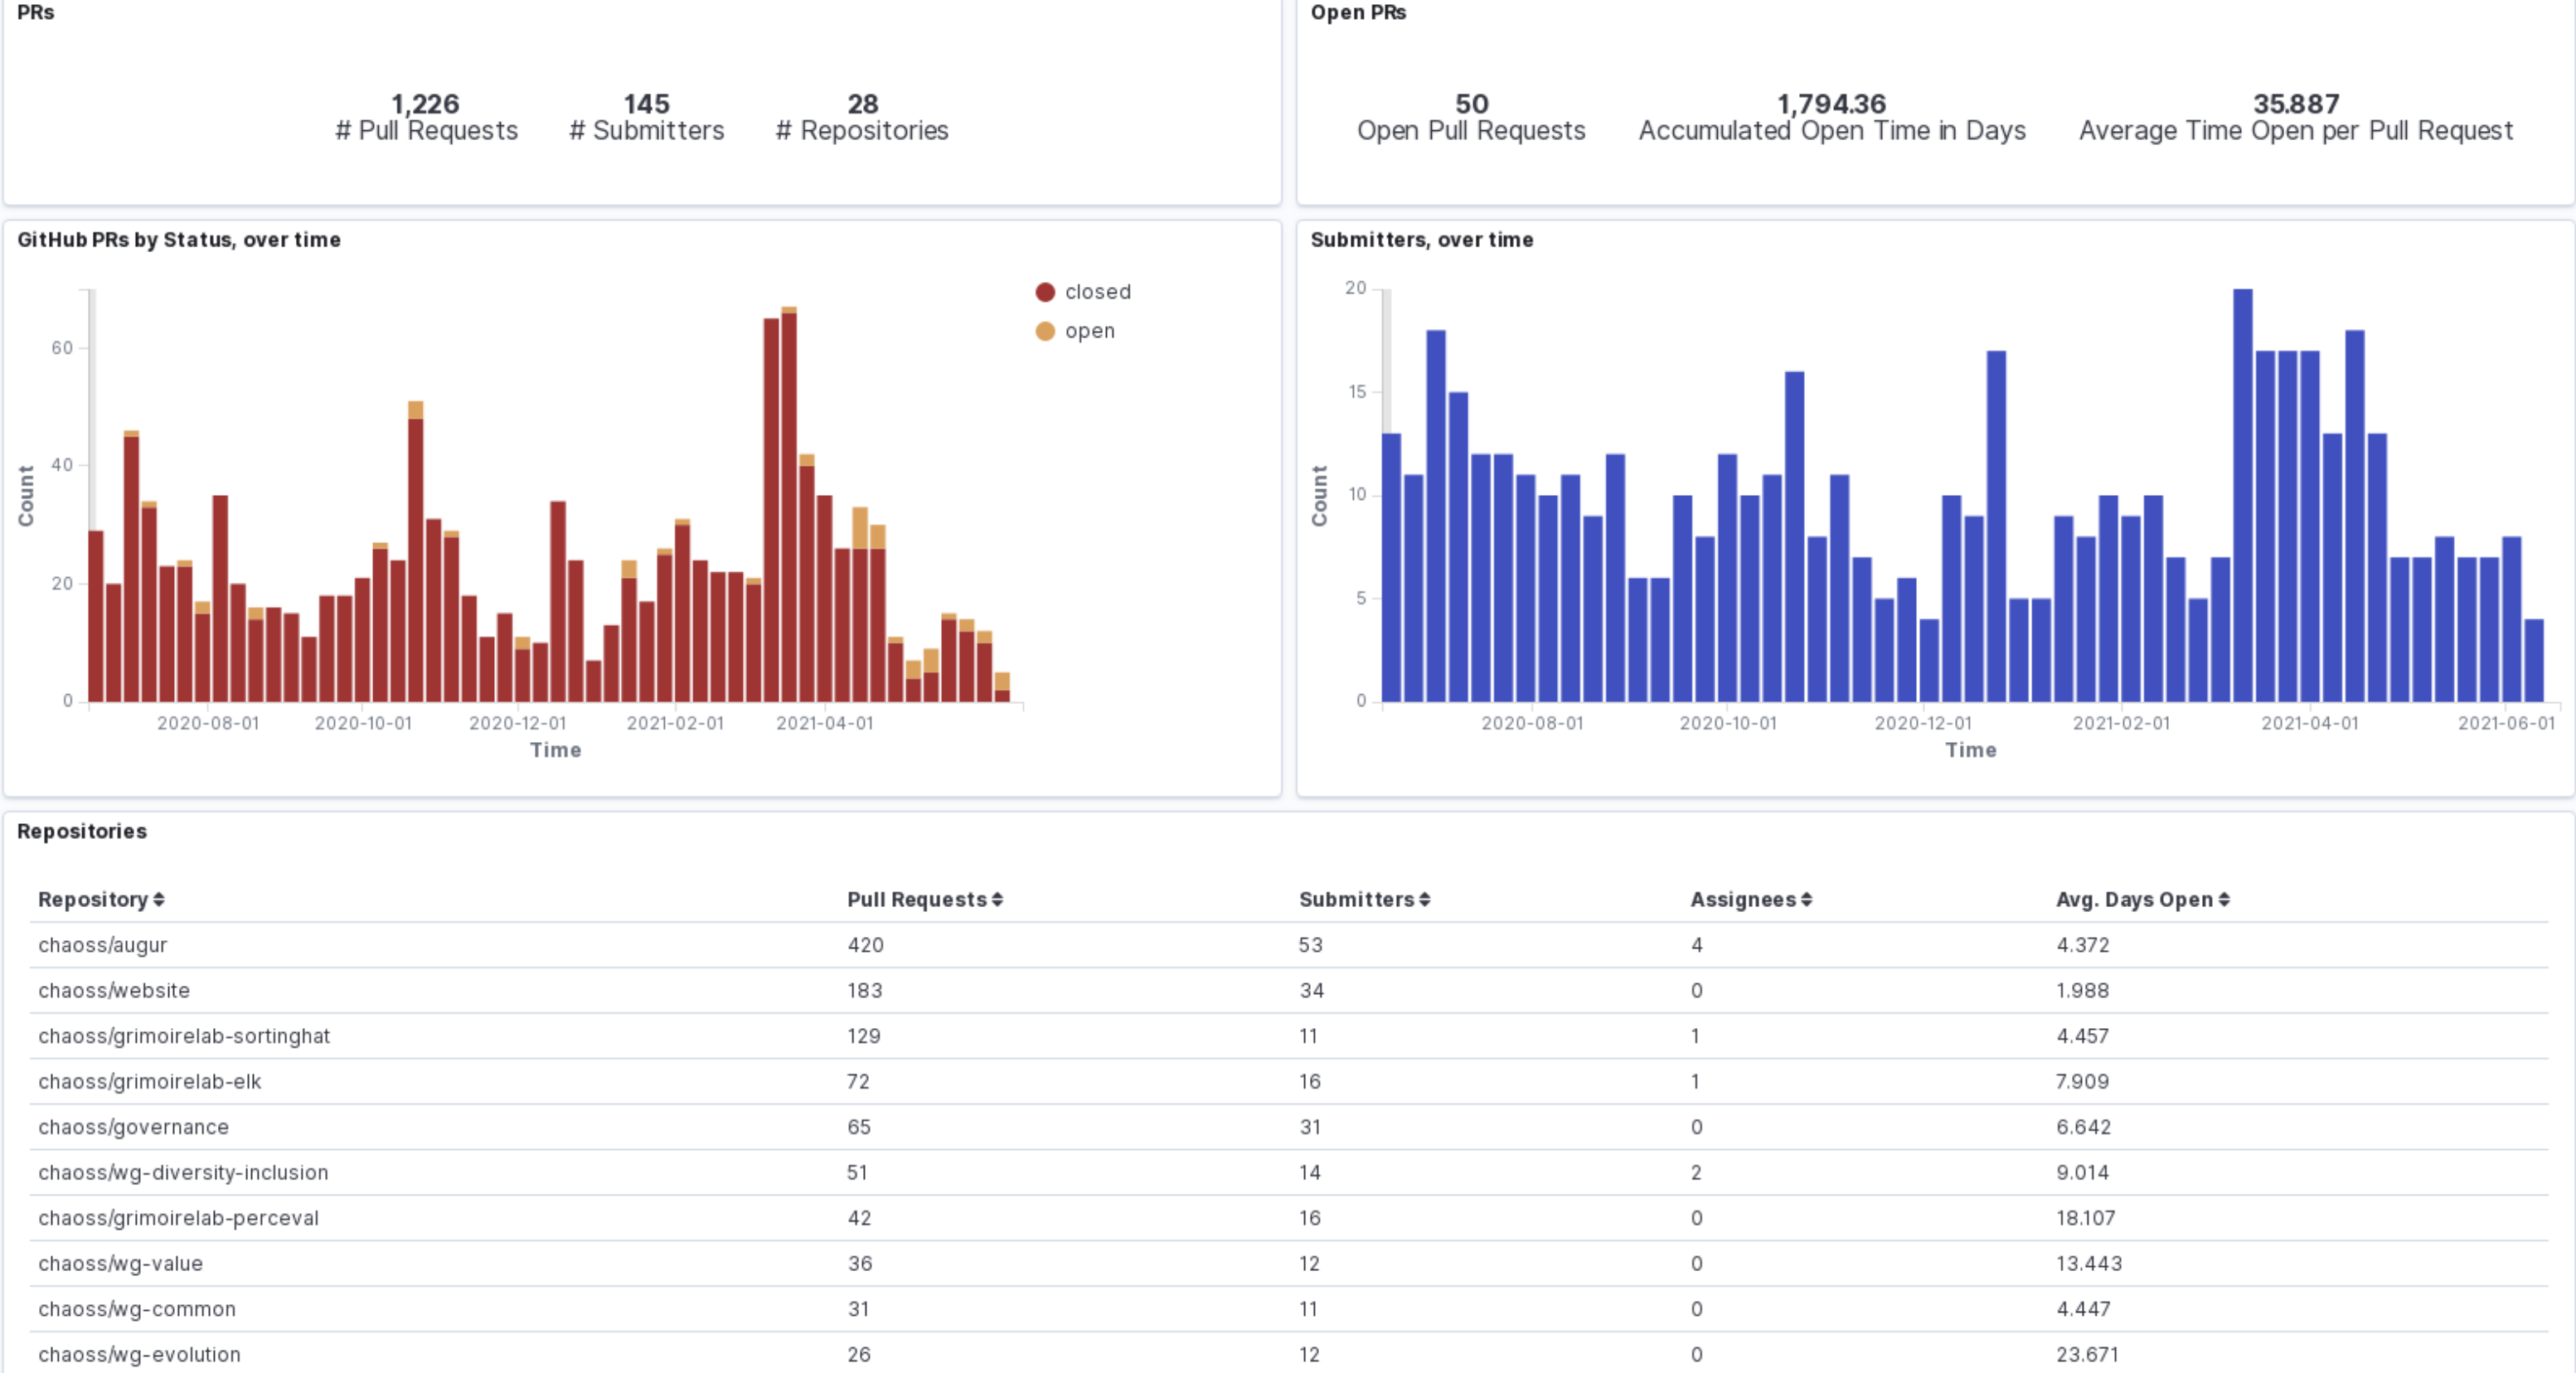 PRs
1,226 145 28
# Pull Requests # Submitters # Repositories
Open PRs
50 1,794.36 35.887
Open Pull Requests Accumulated Open Time in Days Average Time Open per Pull Request
GitHub PRs by Status, over time
closed
open
Count
60
40
20
0
2020-08-01 2020-10-01 2020-12-01 2021-02-01 2021-04-01
Time
Submitters, over time
Count
20
15
10
5
0
2020-08-01 2020-10-01 2020-12-01 2021-02-01 2021-04-01 2021-06-01
Time
Repositories
Repository Pull Requests Submitters Assignees Avg. Days Open
chaoss/augur 420 53 4 4.372
chaoss/website 183 34 0 1.988
chaoss/grimoirelab-sortinghat 129 11 1 4.457
chaoss/grimoirelab-elk 72 16 1 7.909
chaoss/governance 65 31 0 6.642
chaoss/wg-diversity-inclusion 51 14 2 9.014
chaoss/grimoirelab-perceval 42 16 0 18.107
chaoss/wg-value 36 12 0 13.443
chaoss/wg-common 31 11 0 4.447
chaoss/wg-evolution 26 12 0 23.671